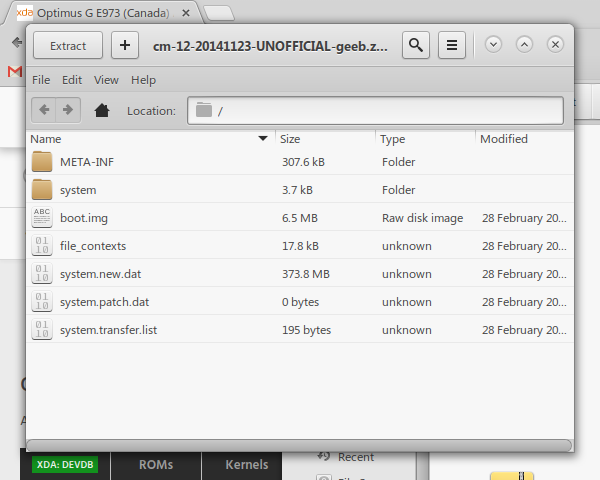 xda Optimus G E973 (Canada)
Extract
cm-12-20141123-UNOFFICIAL-geeb.z...
File Edit View Help
Location: /
Name Size Type Modified
META-INF 307.6 kB Folder
system 3.7 kB Folder
ABC boot.img 6.5 MB Raw disk image 28 February 20...
file_contexts 17.8 kB unknown 28 February 20...
system.new.dat 373.8 MB unknown 28 February 20...
system.patch.dat 0 bytes unknown 28 February 20...
system.transfer.list 195 bytes unknown 28 February 20...
Recent
XDA: DEVDB ROMs Kernels